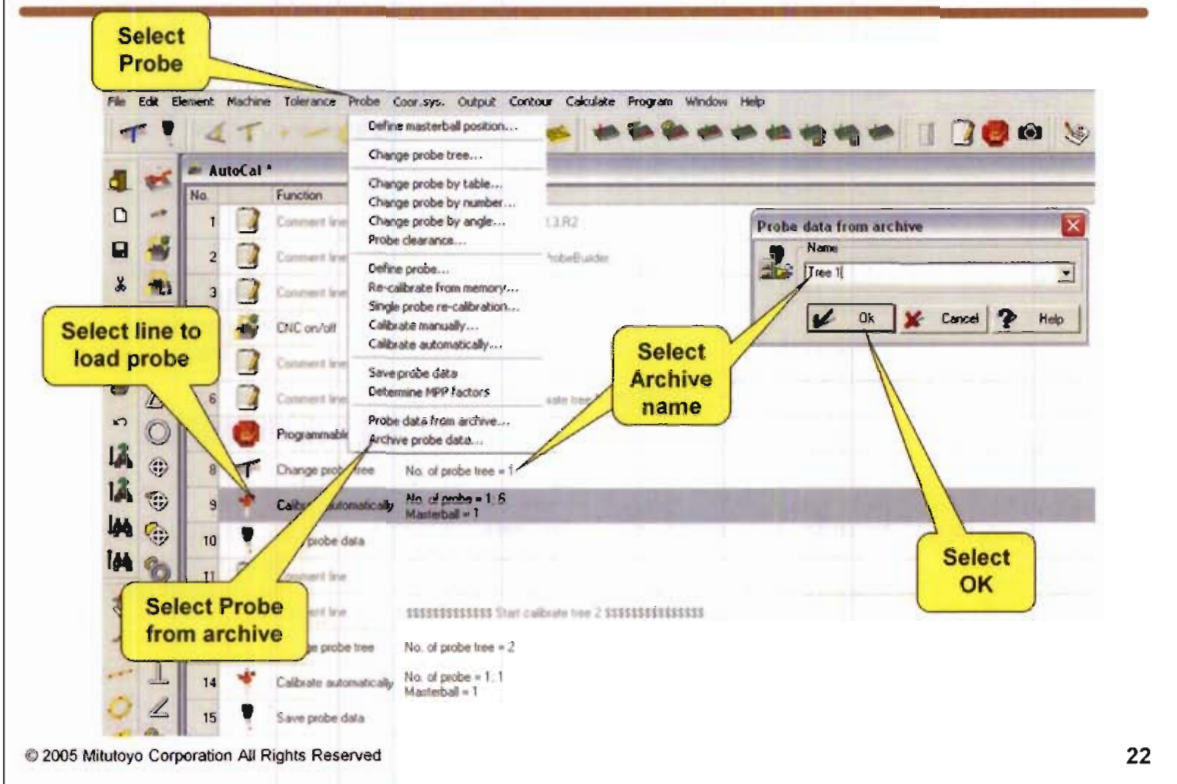 Select
Probe
File Edit Element Machine Tolerance Probe Coor.sys. Output Contour Calculate Program Window Help
Define masterball position...
Change probe tree...
Change probe by table...
Change probe by number...
Change probe by angle...
Probe clearance...
Define probe...
Re-calibrate from memory...
Single probe re-calibration...
Calibrate manually...
Calibrate automatically...
Save probe data
Determine MPP factors
Probe data from archive...
Archive probe data...
AutoCal *
No. Function
1 Comment line
2 Comment line
3 Comment line
CNC on/off
Comment line
6 Comment line
Programmable
8 Change probe tree No. of probe tree = 1
9 Calibrate automatically No. of probe = 1; 6
Masterball = 1
10 probe data
11 Comment line
line $$$$$$$$$$$$$ Start calibrate tree 2 $$$$$$$$$$$$$$$
probe tree No. of probe tree = 2
14 Calibrate automatically No. of probe = 1; 1
Masterball = 1
15 Save probe data
Probe data from archive
Name
Tree 1
Ok Cancel Help
Select line to
load probe
Select
Archive
name
Select Probe
from archive
Select
OK
© 2005 Mitutoyo Corporation All Rights Reserved
22